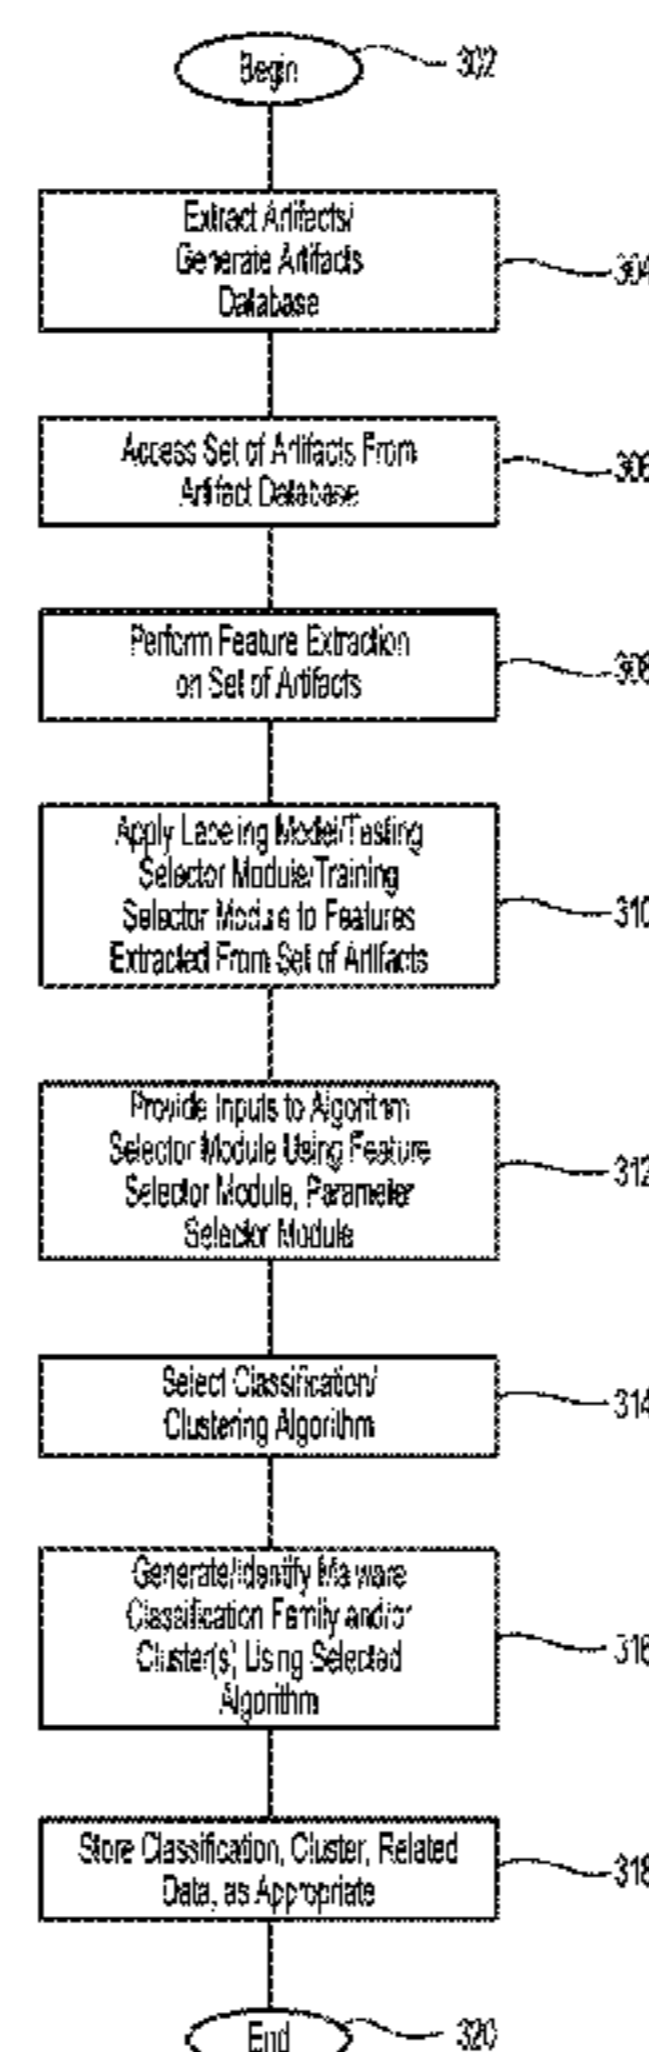 Begin
302
Extract Artifacts/
Generate Artifacts
Database
304
Access Set of Artifacts From
Artifact Database
306
Perform Feature Extraction
on Set of Artifacts
308
Apply Labeling Model/Testing
Selector Module/Training
Selector Module to Features
Extracted From Set of Artifacts
310
Provide Inputs to Algorithm
Selector Module Using Feature
Selector Module, Parameter
Selector Module
312
Select Classification/
Clustering Algorithm
314
Generate/Identify Malware
Classification Family and/or
Cluster(s) Using Selected
Algorithm
316
Store Classification, Cluster, Related
Data, as Appropriate
318
End
320